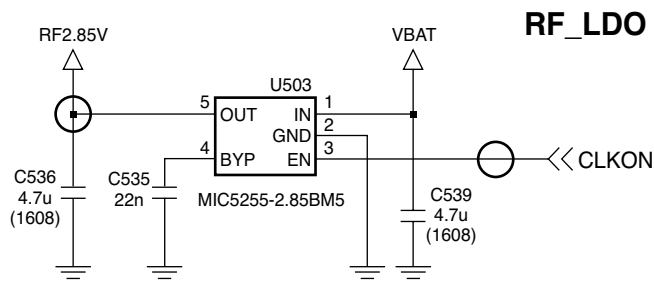 RF_LDO
RF2.85V
VBAT
U503
5 OUT IN 1
GND 2
4 BYP EN 3
CLKON
MIC5255-2.85BM5
C536
4.7u
(1608)
C535
22n
C539
4.7u
(1608)